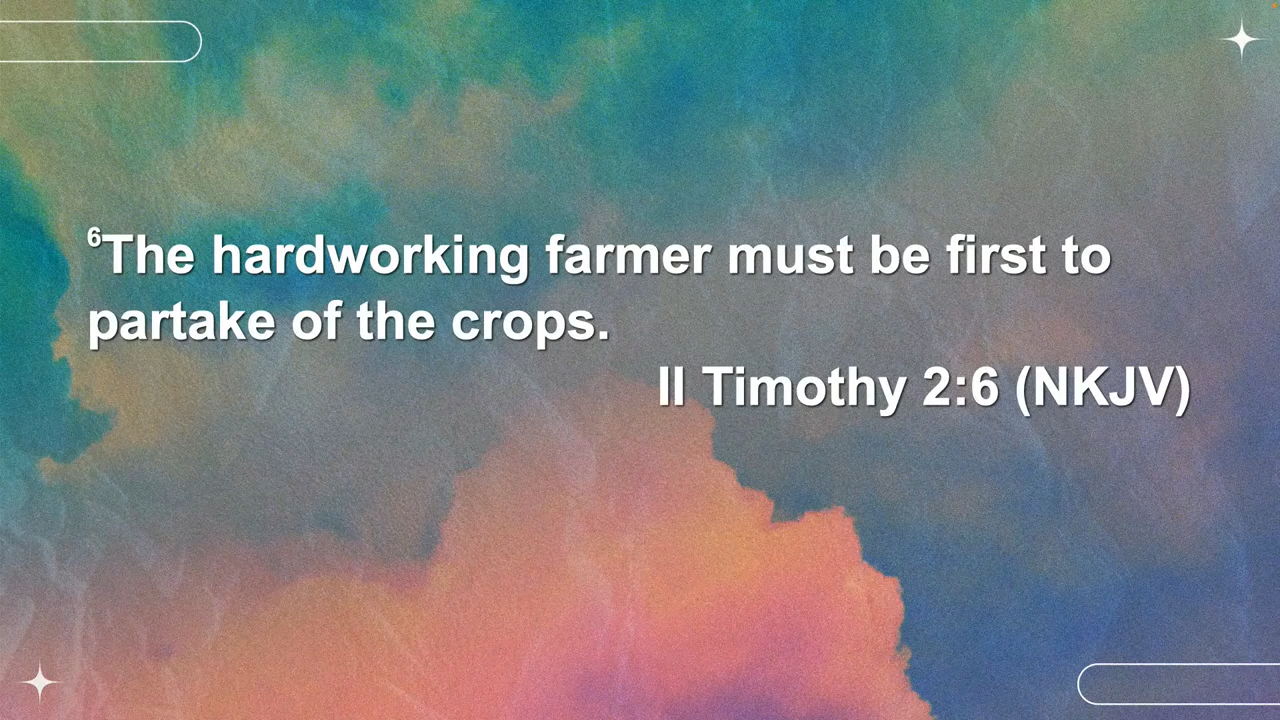 ⁶The hardworking farmer must be first to
partake of the crops.
II Timothy 2:6 (NKJV)